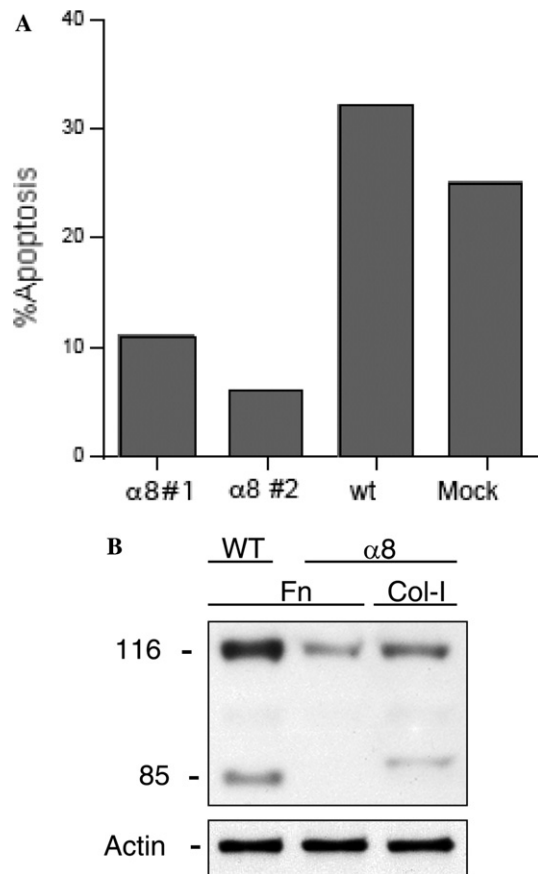 A
40
30
20
10
0
%Apoptosis
α8#1 α8 #2 wt Mock
B
WT α8
Fn Col-I
116 -
85 -
Actin -